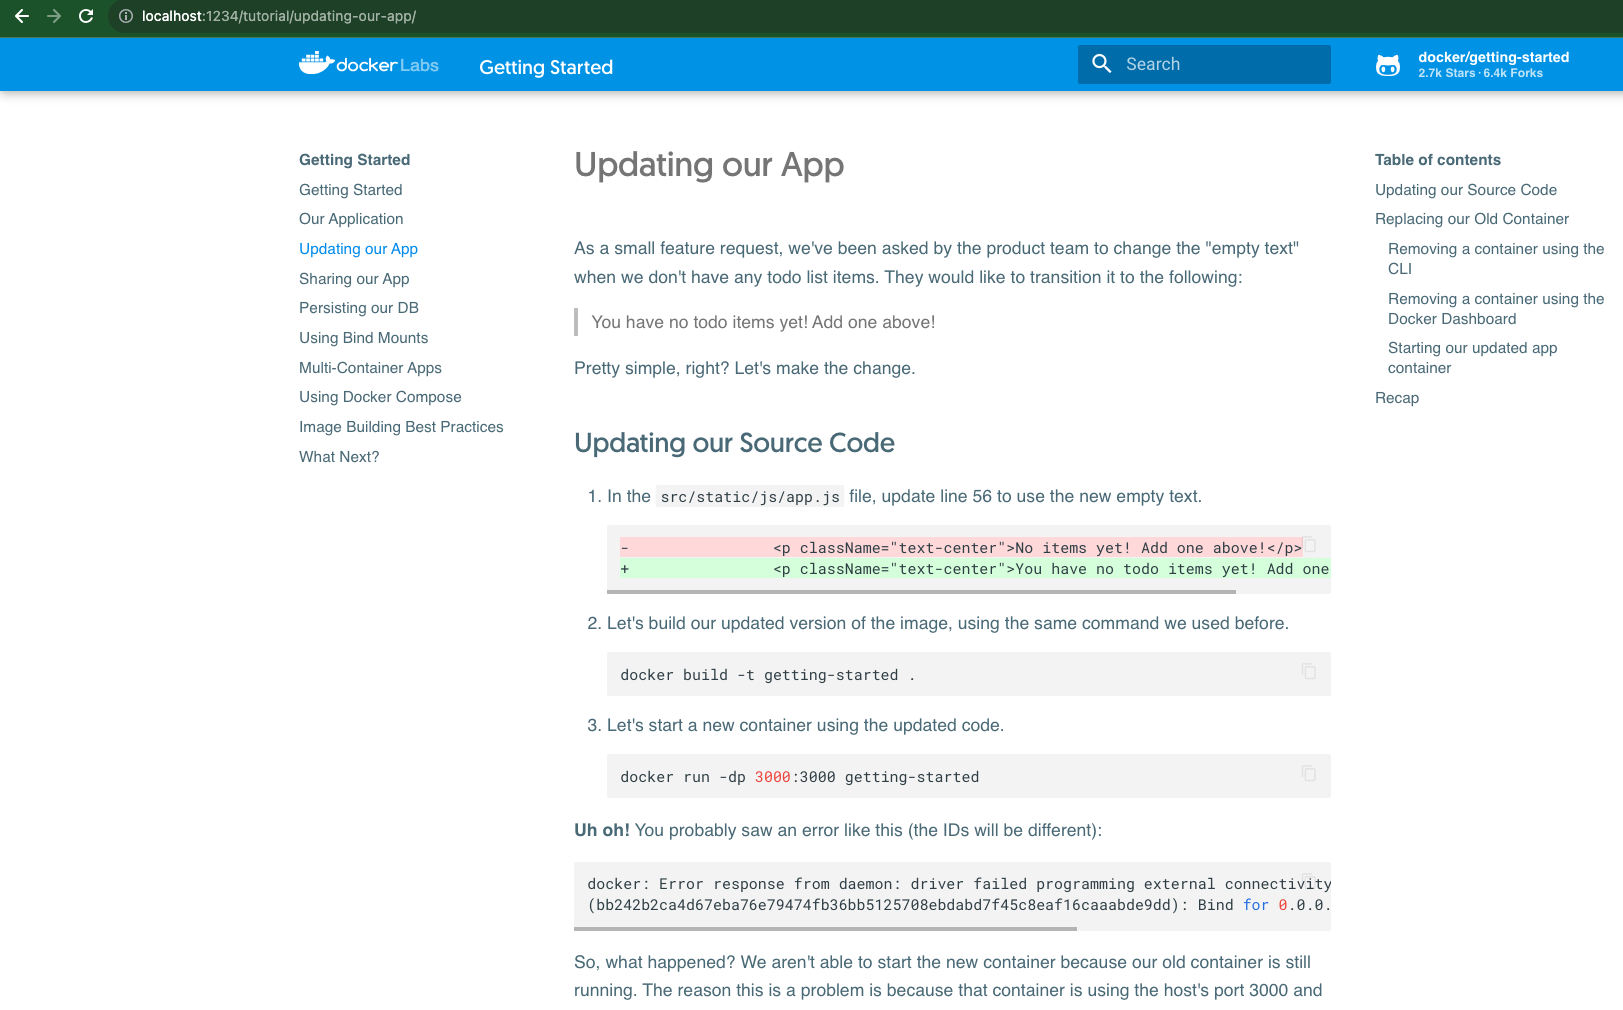 localhost:1234/tutorial/updating-our-app/
docker Labs
Getting Started
Search
docker/getting-started
2.7k Stars · 6.4k Forks
Getting Started
Getting Started
Our Application
Updating our App
Sharing our App
Persisting our DB
Using Bind Mounts
Multi-Container Apps
Using Docker Compose
Image Building Best Practices
What Next?
Updating our App
As a small feature request, we've been asked by the product team to change the "empty text"
when we don't have any todo list items. They would like to transition it to the following:
You have no todo items yet! Add one above!
Pretty simple, right? Let's make the change.
Updating our Source Code
1. In the src/static/js/app.js file, update line 56 to use the new empty text.
- <p className="text-center">No items yet! Add one above!</p>
+ <p className="text-center">You have no todo items yet! Add one
2. Let's build our updated version of the image, using the same command we used before.
docker build -t getting-started .
3. Let's start a new container using the updated code.
docker run -dp 3000:3000 getting-started
Uh oh! You probably saw an error like this (the IDs will be different):
docker: Error response from daemon: driver failed programming external connectivity
(bb242b2ca4d67eba76e79474fb36bb5125708ebdabd7f45c8eaf16caaabde9dd): Bind for 0.0.0.
So, what happened? We aren't able to start the new container because our old container is still
running. The reason this is a problem is because that container is using the host's port 3000 and
Table of contents
Updating our Source Code
Replacing our Old Container
Removing a container using the
CLI
Removing a container using the
Docker Dashboard
Starting our updated app
container
Recap